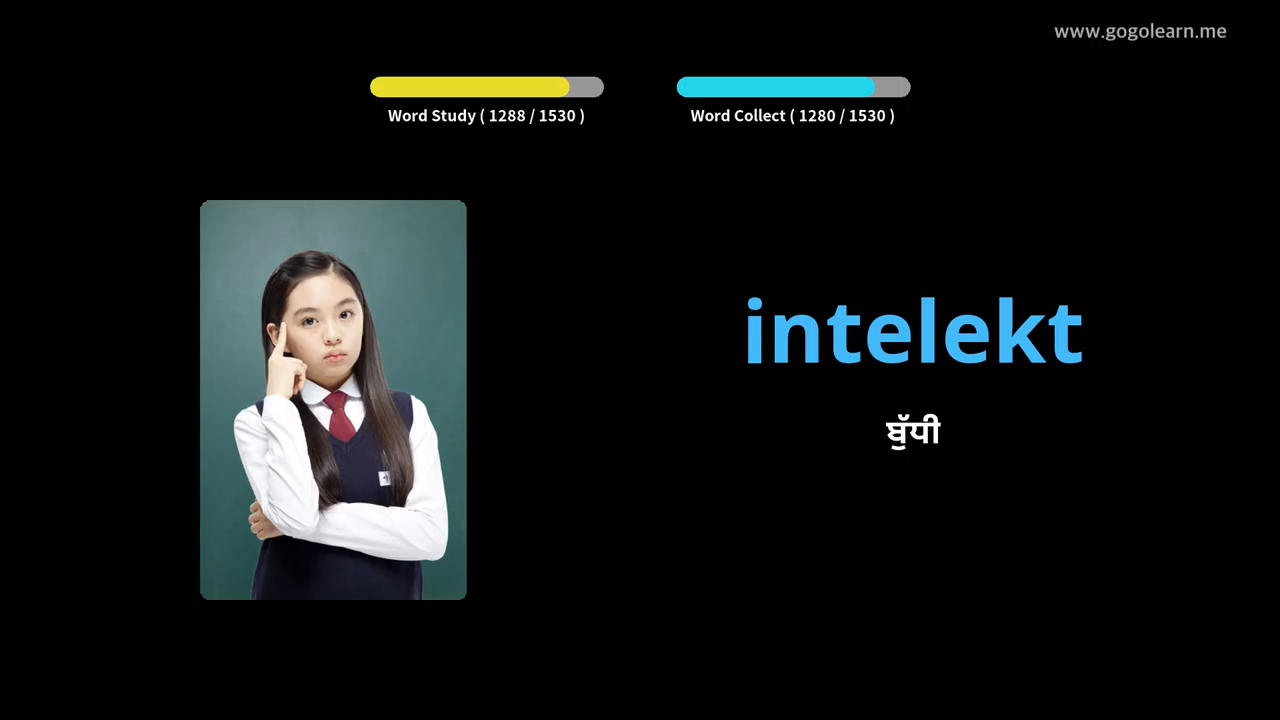 www.gogolearn.me
Word Study ( 1288 / 1530 )
Word Collect ( 1280 / 1530 )
intelekt
ਬੁੱਧੀ